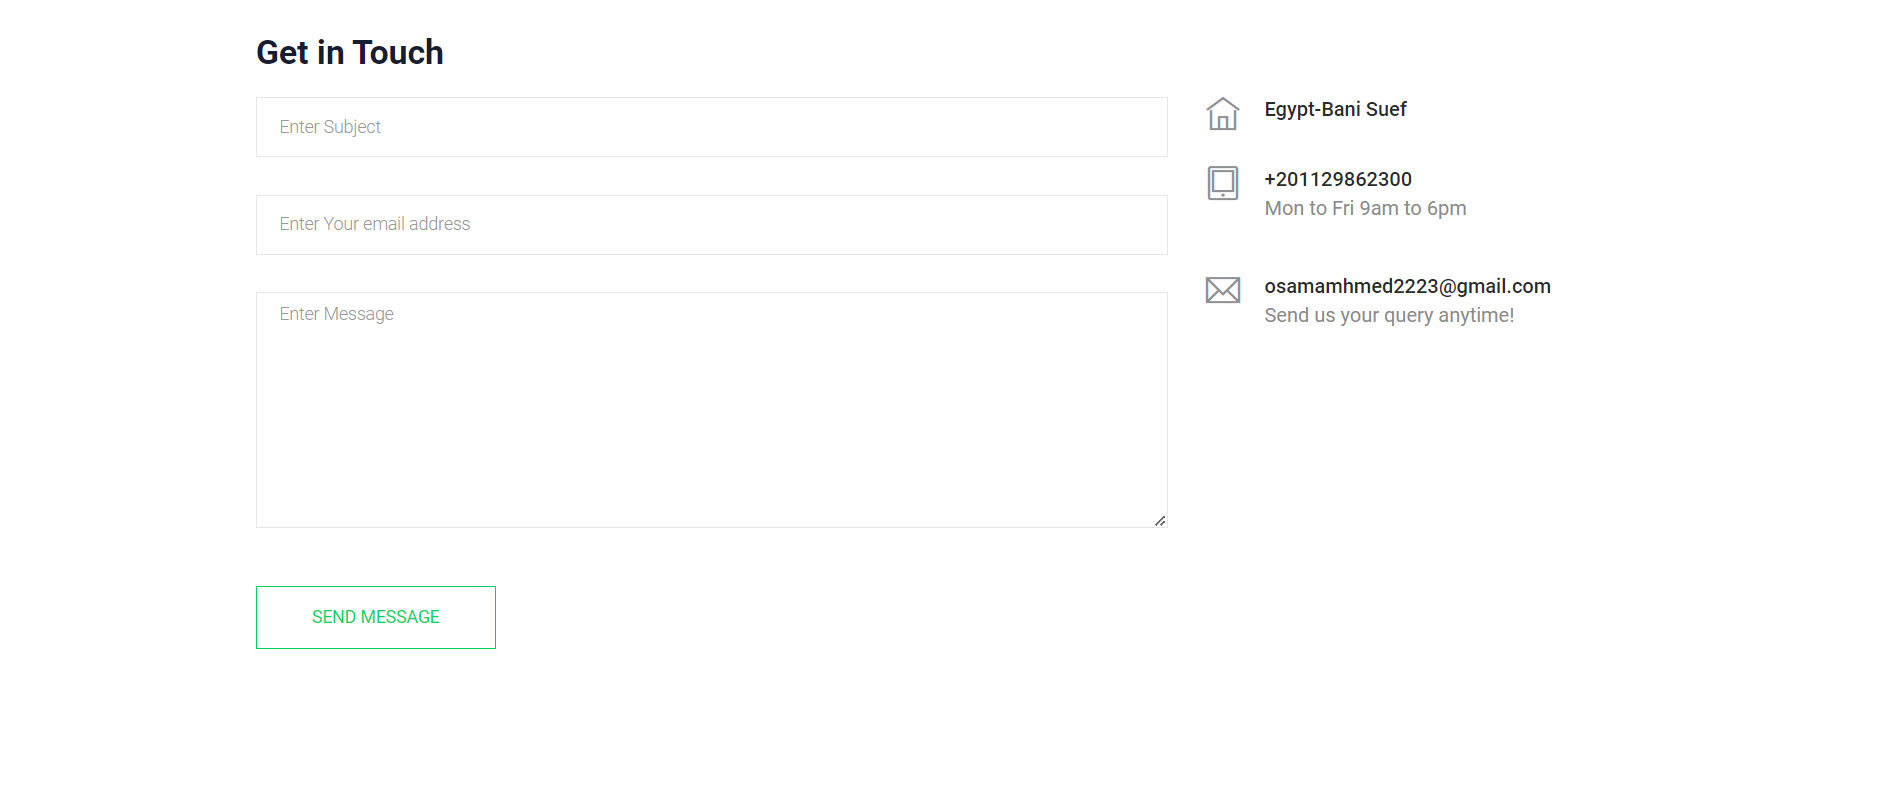 Get in Touch
Enter Subject
Enter Your email address
Enter Message
SEND MESSAGE
Egypt-Bani Suef
+201129862300
Mon to Fri 9am to 6pm
osamamhmed2223@gmail.com
Send us your query anytime!